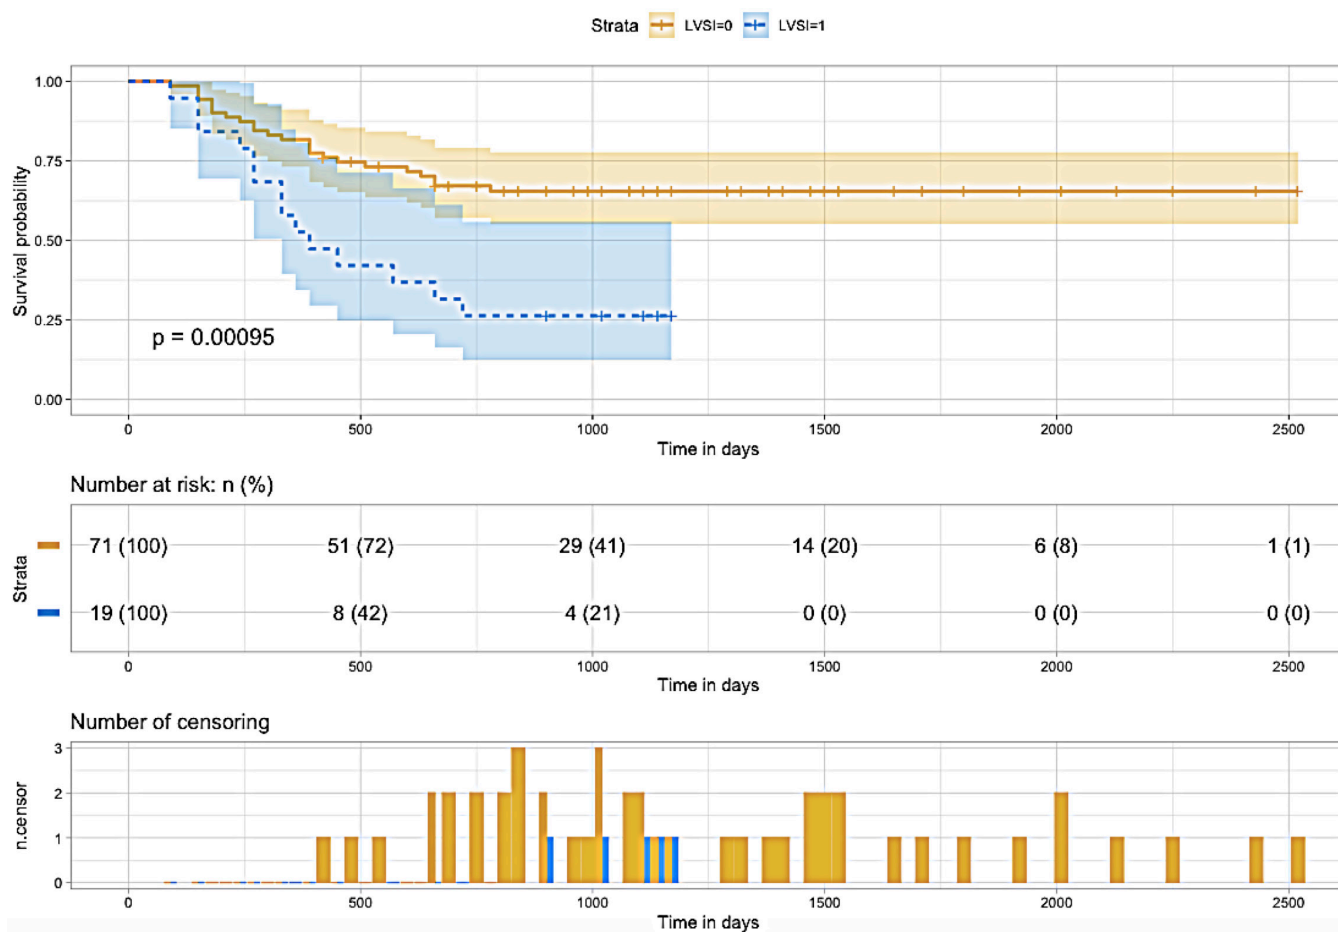 Strata LVSI=0 LVSI=1
1.00
0.75
0.50
0.25
0.00
Survival probability
p = 0.00095
0 500 1000 1500 2000 2500
Time in days
Number at risk: n (%)
Strata
71 (100) 51 (72) 29 (41) 14 (20) 6 (8) 1 (1)
19 (100) 8 (42) 4 (21) 0 (0) 0 (0) 0 (0)
0 500 1000 1500 2000 2500
Time in days
Number of censoring
n.censor
3
2
1
0
0 500 1000 1500 2000 2500
Time in days